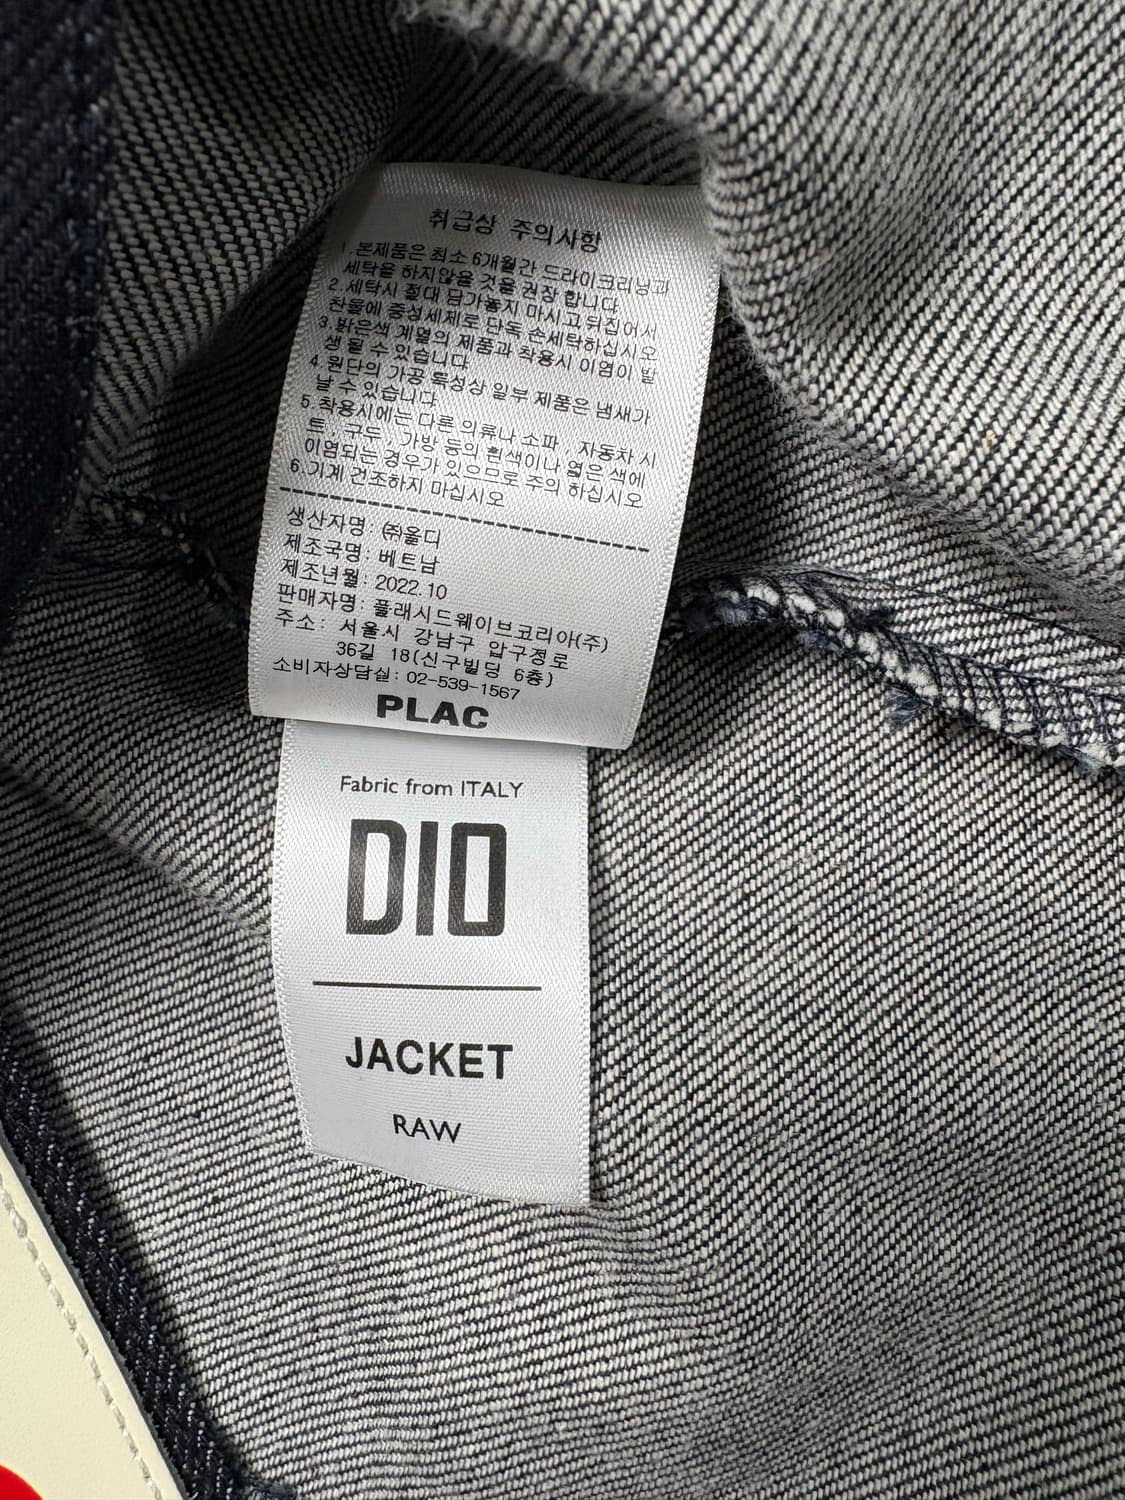 취급상 주의사항
1.본제품은 최소 6개월간 드라이크리닝과
세탁을 하지않을 것을 권장 합니다
2.세탁시 절대 담가놓지 마시고 뒤집어서
찬물에 중성세제로 단독 손세탁하십시오
3.밝은색 계열의 제품과 착용시 이염이 발
생 될 수 있습니다
4.원단의 가공 특성상 일부 제품은 냄새가
날 수 있습니다
5.착용시에는 다른 의류나 소파, 자동차 시
트, 구두, 가방 등의 흰색이나 엷은 색에
이염되는 경우가 있으므로 주의 하십시오
6.기계 건조하지 마십시오
생산자명: ㈜올디
제조국명: 베트남
제조년월: 2022.10
판매자명: 플래시드웨이브코리아(주)
주소: 서울시 강남구 압구정로
36길 18(신구빌딩 6층)
소비자상담실: 02-539-1567
PLAC
Fabric from ITALY
DIO
JACKET
RAW